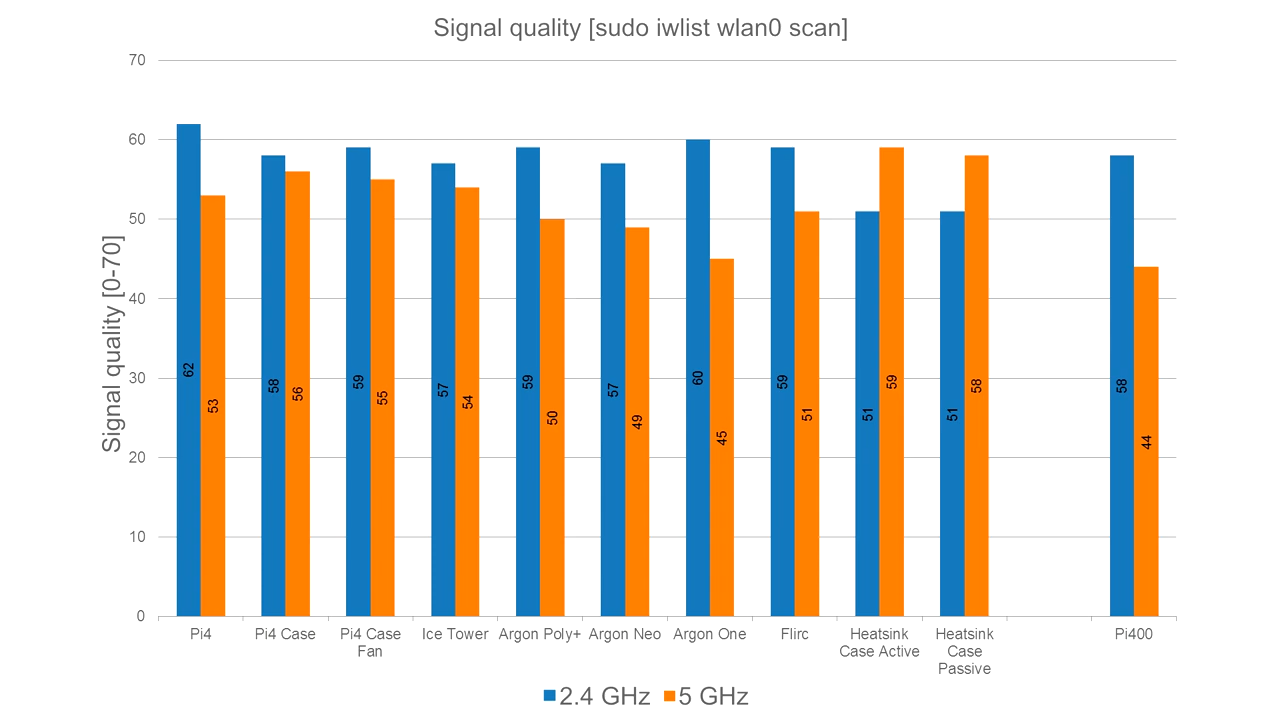 Signal quality [sudo iwlist wlan0 scan]
Signal quality [0-70]
70
60
50
40
30
20
10
0
62
53
58
56
59
55
57
54
59
50
57
49
60
45
59
51
51
59
51
58
58
44
Pi4
Pi4 Case
Pi4 Case
Fan
Ice Tower
Argon Poly+
Argon Neo
Argon One
Flirc
Heatsink
Case Active
Heatsink
Case
Passive
Pi400
2.4 GHz
5 GHz